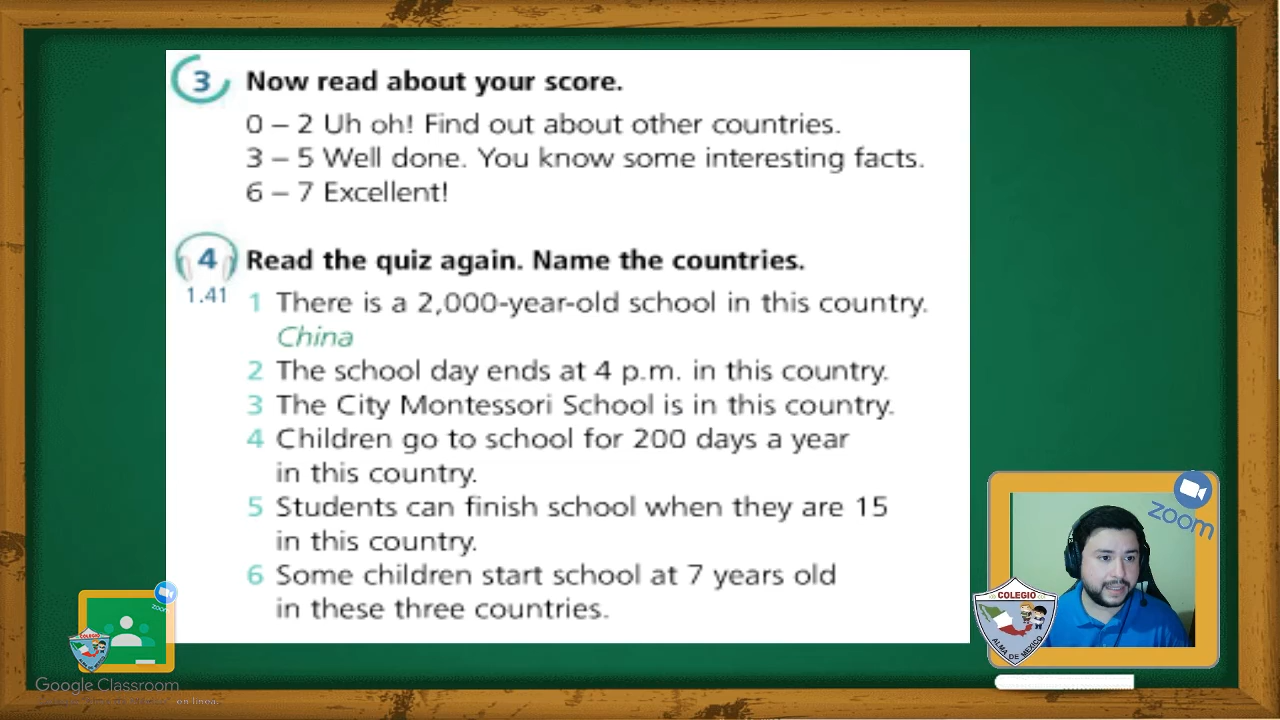 3 Now read about your score.
0 – 2 Uh oh! Find out about other countries.
3 – 5 Well done. You know some interesting facts.
6 – 7 Excellent!
4 Read the quiz again. Name the countries.
1.41
1 There is a 2,000-year-old school in this country.
China
2 The school day ends at 4 p.m. in this country.
3 The City Montessori School is in this country.
4 Children go to school for 200 days a year
in this country.
5 Students can finish school when they are 15
in this country.
6 Some children start school at 7 years old
in these three countries.
zoom
COLEGIO
ALMA DE MEXICO
zoom
Google Classroom
on línea.